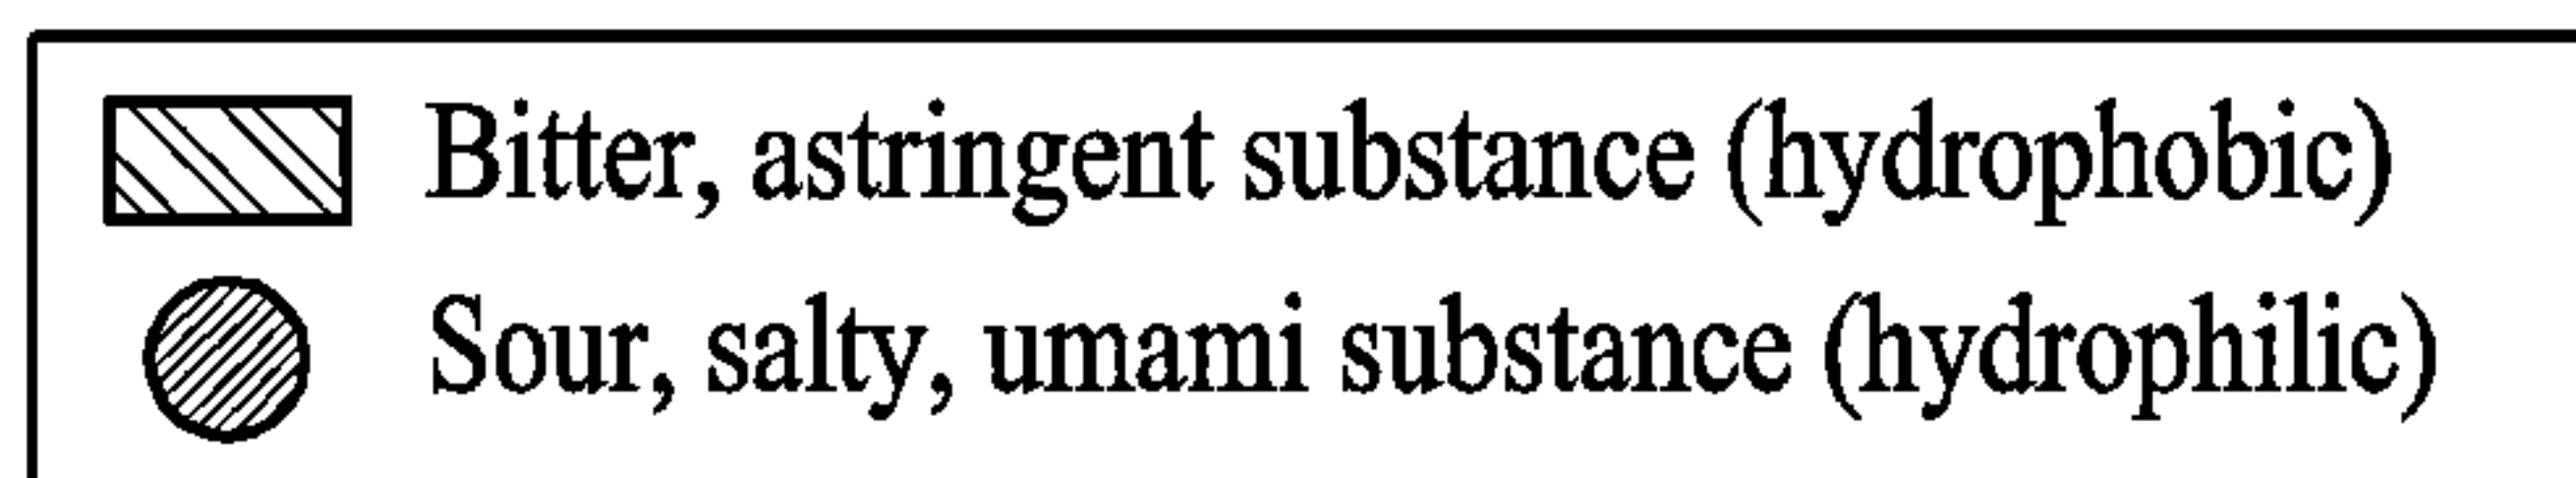 Bitter, astringent substance (hydrophobic)
Sour, salty, umami substance (hydrophilic)